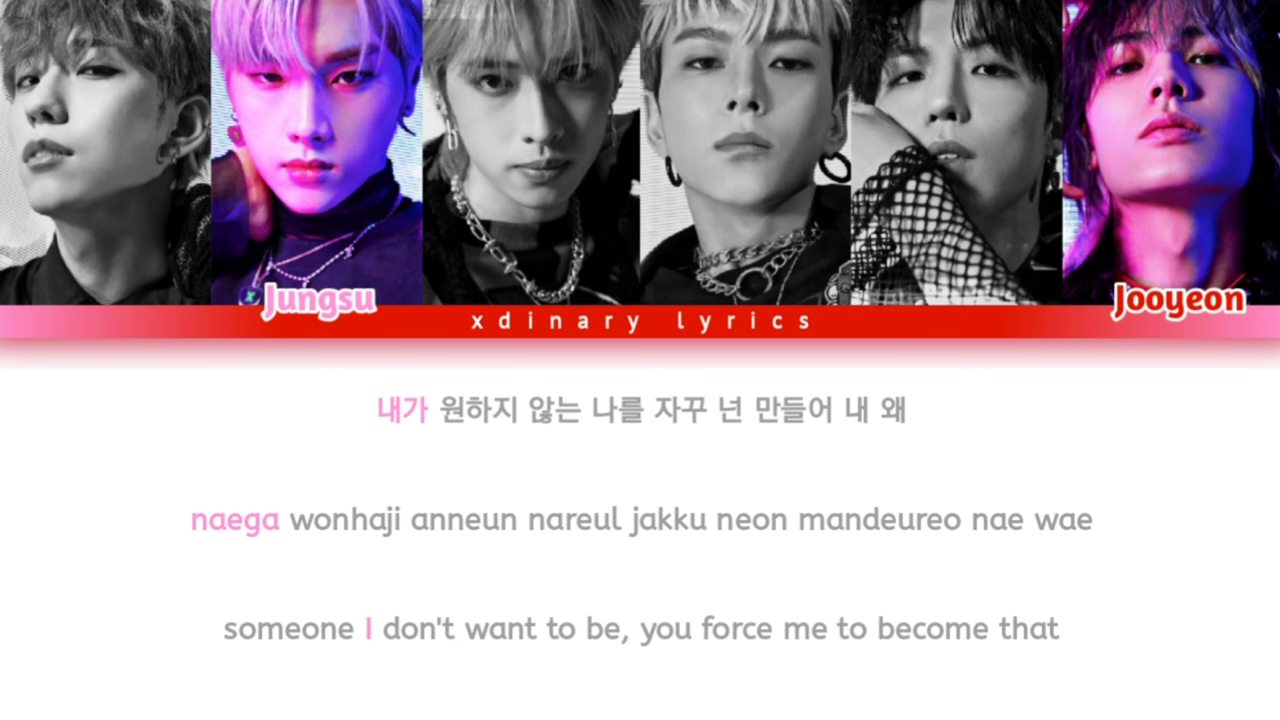 Jungsu
Jooyeon
xdinary lyrics
내가 원하지 않는 나를 자꾸 넌 만들어 내 왜
naega wonhaji anneun nareul jakku neon mandeureo nae wae
someone I don't want to be, you force me to become that